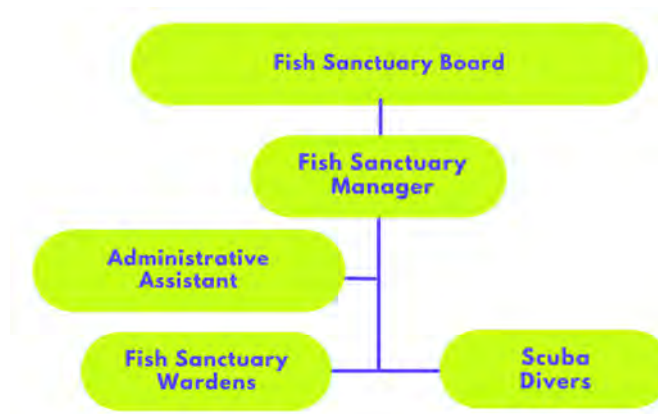 Fish Sanctuary Board
Fish Sanctuary
Manager
Administrative
Assistant
Fish Sanctuary
Wardens
Scuba
Divers